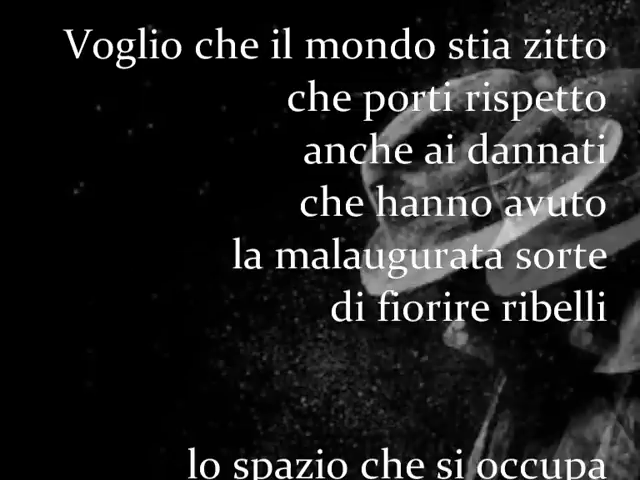 Voglio che il mondo stia zitto
che porti rispetto
anche ai dannati
che hanno avuto
la malaugurata sorte
di fiorire ribelli
lo spazio che si occupa